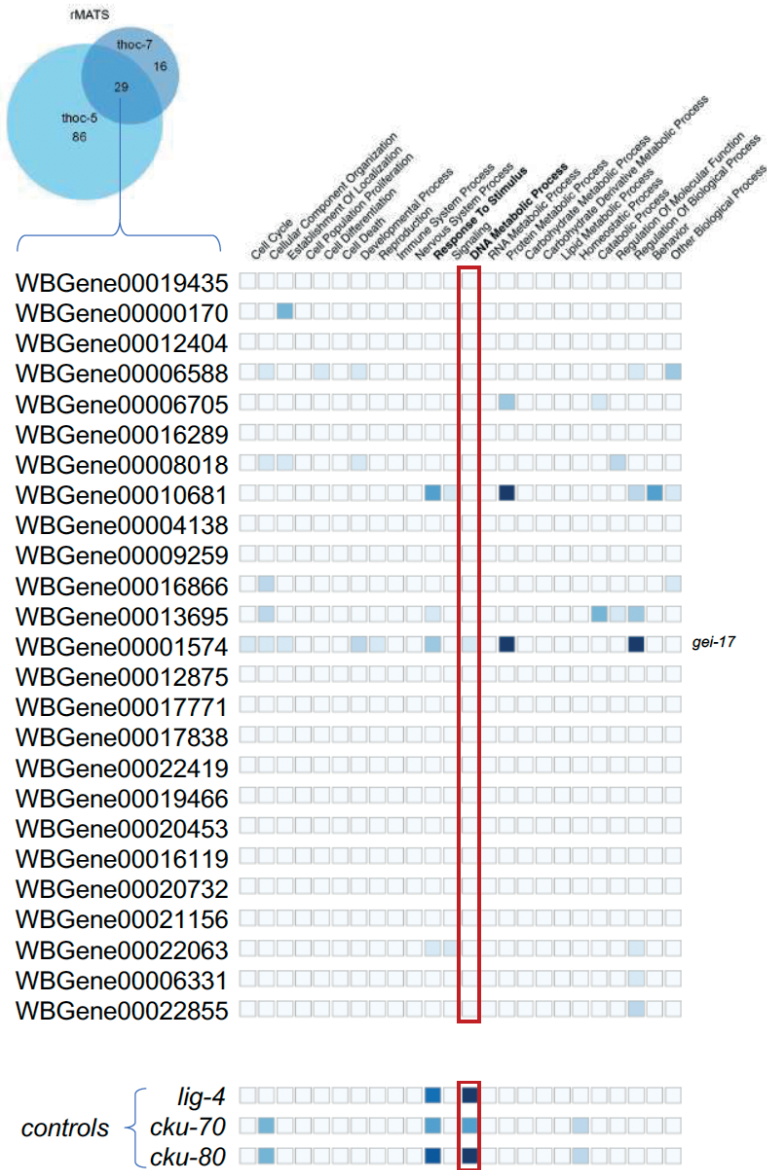 rMATS
thoc-7
16
29
thoc-5
86
Cell Cycle
Cellular Component Organization
Establishment Of Localization
Cell Population Proliferation
Cell Differentiation
Cell Death
Developmental Process
Reproduction
Immune System Process
Nervous System Process
Response To Stimulus
Signaling
DNA Metabolic Process
RNA Metabolic Process
Protein Metabolic Process
Carbohydrate Metabolic Process
Carbohydrate Derivative Metabolic Process
Lipid Metabolic Process
Homeostatic Process
Catabolic Process
Regulation Of Molecular Function
Regulation Of Biological Process
Behavior
Other Biological Process
WBGene00019435
WBGene00000170
WBGene00012404
WBGene00006588
WBGene00006705
WBGene00016289
WBGene00008018
WBGene00010681
WBGene00004138
WBGene00009259
WBGene00016866
WBGene00013695
WBGene00001574 gei-17
WBGene00012875
WBGene00017771
WBGene00017838
WBGene00022419
WBGene00019466
WBGene00020453
WBGene00016119
WBGene00020732
WBGene00021156
WBGene00022063
WBGene00006331
WBGene00022855
lig-4
controls cku-70
cku-80